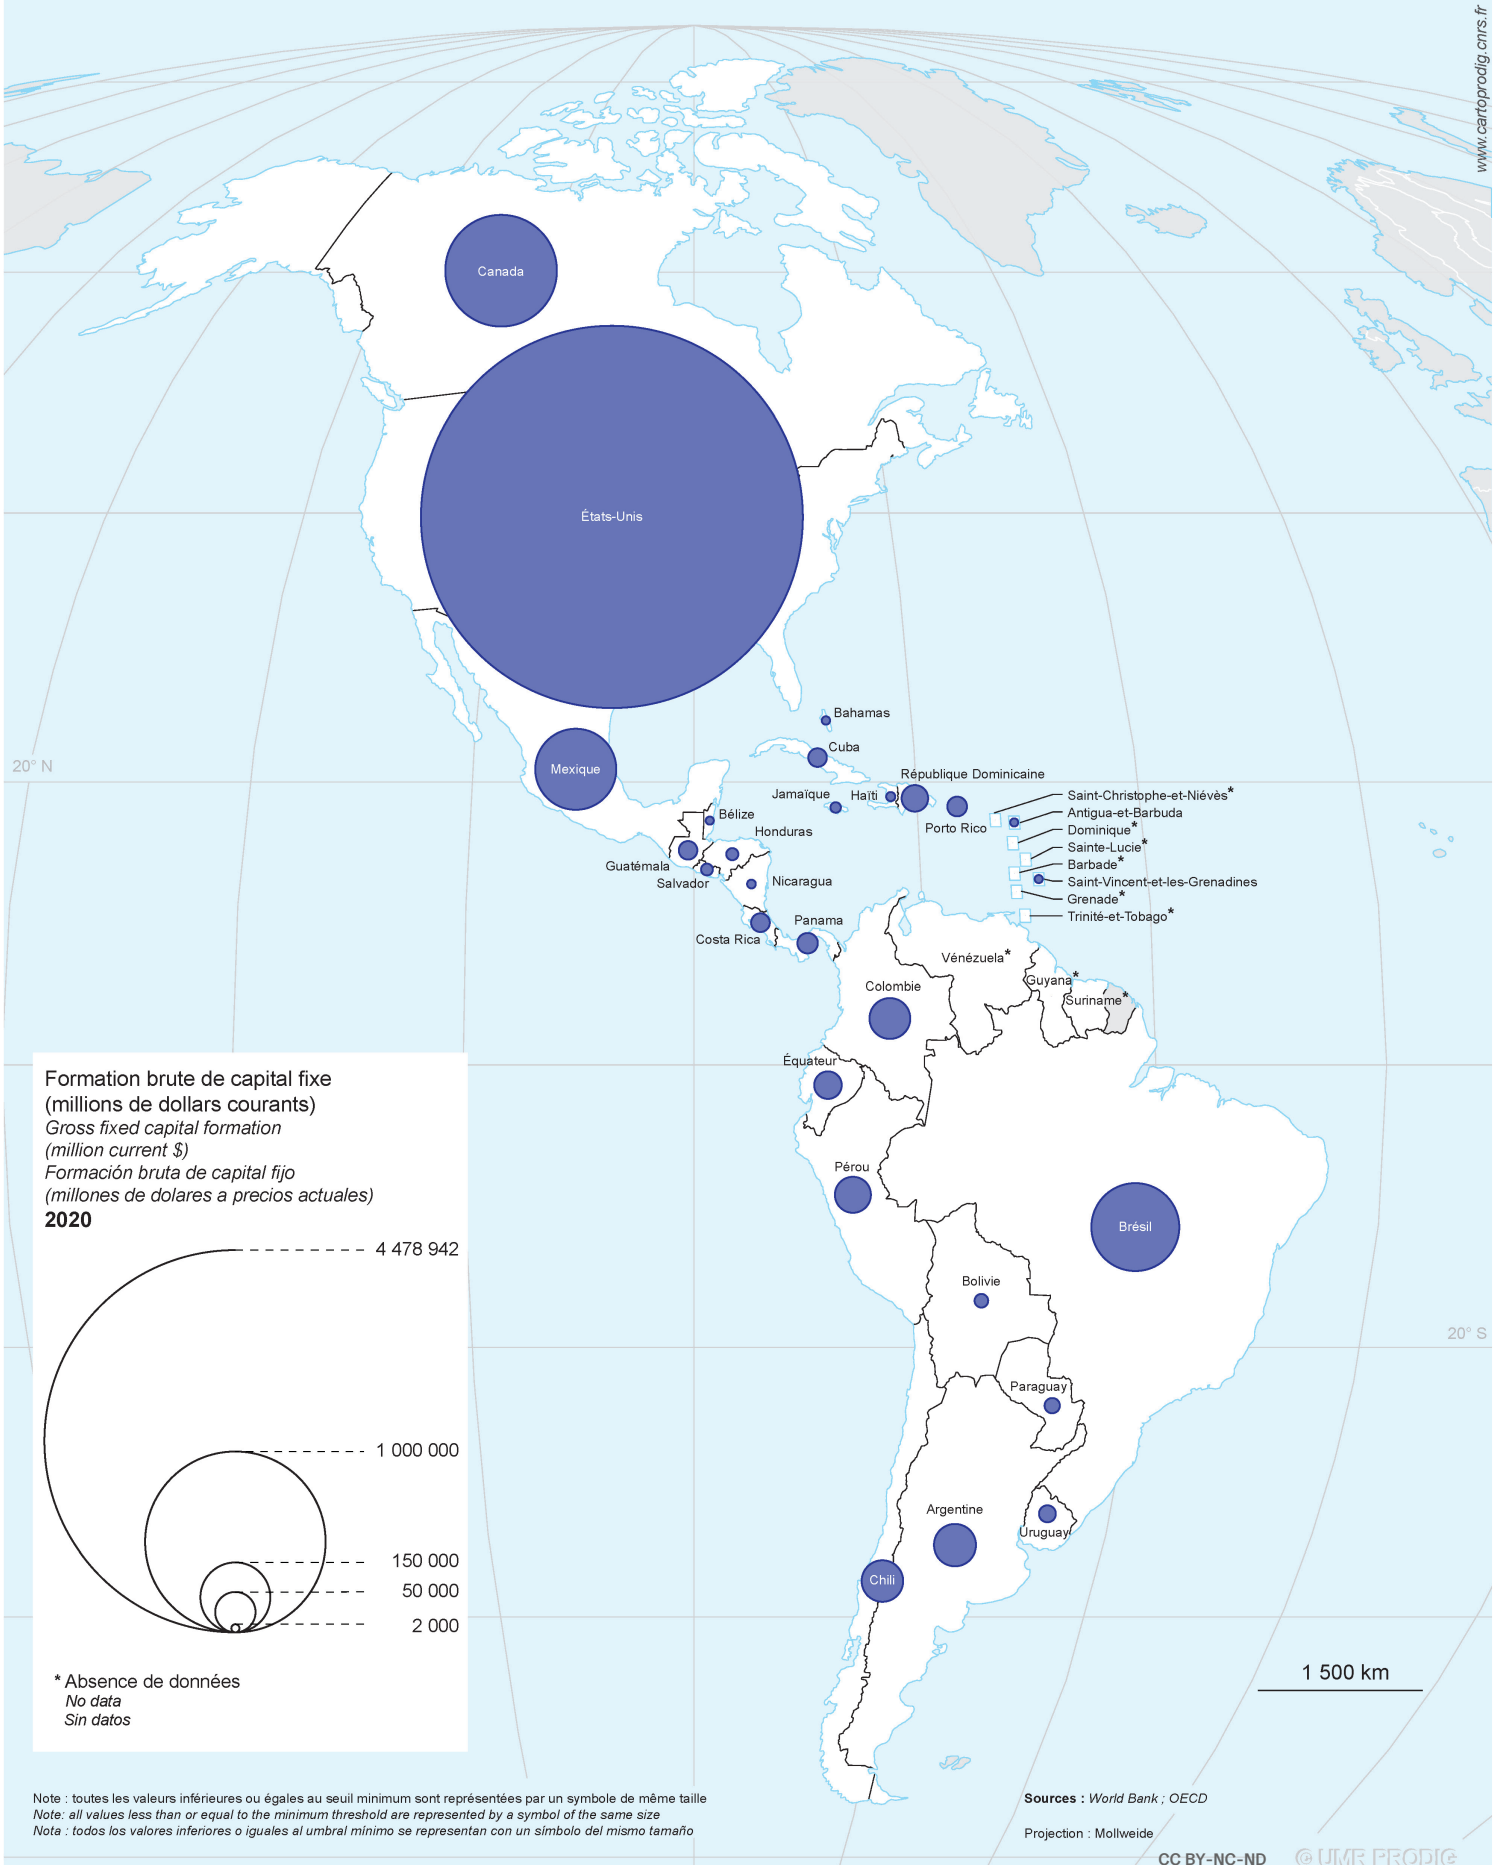 www.cartoprodig.cnrs.fr
Canada
États-Unis
Mexique
20° N
Bahamas
Cuba
République Dominicaine
Jamaïque
Haïti
Porto Rico
Saint-Christophe-et-Niévès*
Antigua-et-Barbuda
Dominique*
Sainte-Lucie*
Barbade*
Saint-Vincent-et-les-Grenadines
Grenade*
Trinité-et-Tobago*
Bélize
Honduras
Guatémala
Salvador
Nicaragua
Costa Rica
Panama
Vénézuela*
Guyana*
Suriname*
Colombie
Équateur
Pérou
Brésil
Bolivie
20° S
Paraguay
Argentine
Uruguay
Chili
Formation brute de capital fixe
(millions de dollars courants)
Gross fixed capital formation
(million current $)
Formación bruta de capital fijo
(millones de dolares a precios actuales)
2020
4 478 942
1 000 000
150 000
50 000
2 000
* Absence de données
No data
Sin datos
1 500 km
Note : toutes les valeurs inférieures ou égales au seuil minimum sont représentées par un symbole de même taille
Note: all values less than or equal to the minimum threshold are represented by a symbol of the same size
Nota : todos los valores inferiores o iguales al umbral mínimo se representan con un símbolo del mismo tamaño
Sources : World Bank ; OECD
Projection : Mollweide
CC BY-NC-ND
© UMR PRODIG